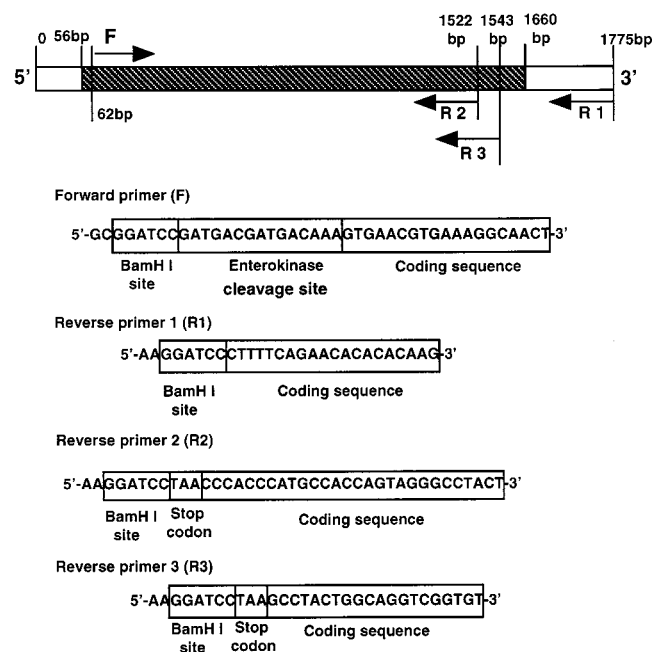 0 56bp F 1522 bp 1543 bp 1660 bp 1775bp
5’ 3’
62bp R 2 R 1
R 3
Forward primer (F)
5’-GCGGATCCGATGACGATGACAAAGTGAACGTGAAAGGCAACT-3’
BamH I site Enterokinase cleavage site Coding sequence
Reverse primer 1 (R1)
5’-AAGGATCCCTTTTCAGAACACACACAAG-3’
BamH I site Coding sequence
Reverse primer 2 (R2)
5’-AAGGATCCTAACCCACCCATGCCACCAGTAGGGCCTACT-3’
BamH I site Stop codon Coding sequence
Reverse primer 3 (R3)
5’-AAGGATCCTAAGCCTACTGGCAGGTCGGTGT-3’
BamH I site Stop codon Coding sequence